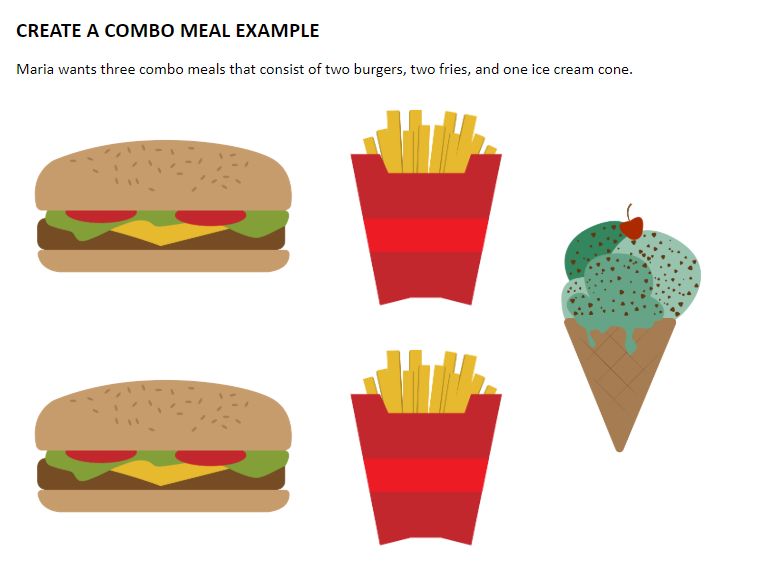 CREATE A COMBO MEAL EXAMPLE
Maria wants three combo meals that consist of two burgers, two fries, and one ice cream cone.